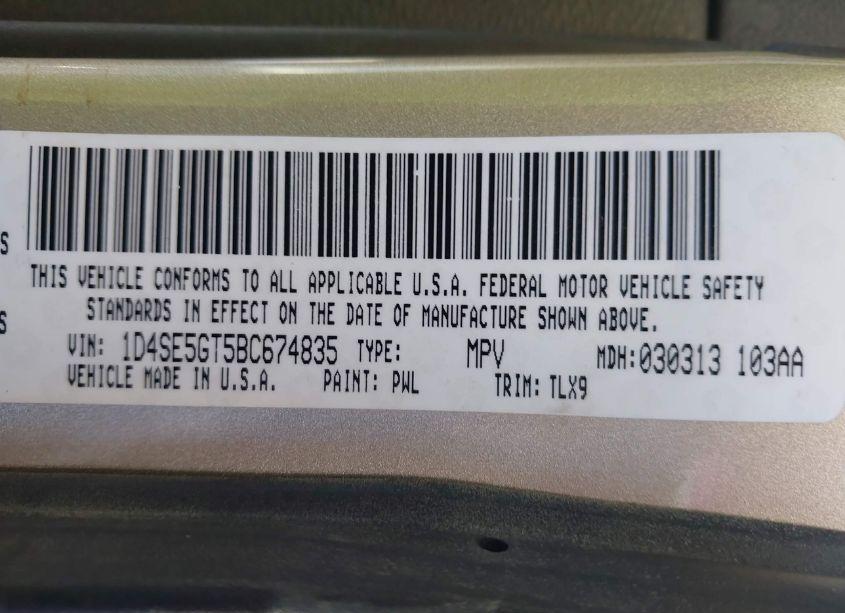 S
THIS VEHICLE CONFORMS TO ALL APPLICABLE U.S.A. FEDERAL MOTOR VEHICLE SAFETY
S STANDARDS IN EFFECT ON THE DATE OF MANUFACTURE SHOWN ABOVE.
VIN: 1D4SE5GT5BC674835 TYPE: MPV MDH:030313 103AA
VEHICLE MADE IN U.S.A. PAINT: PWL TRIM: TLX9